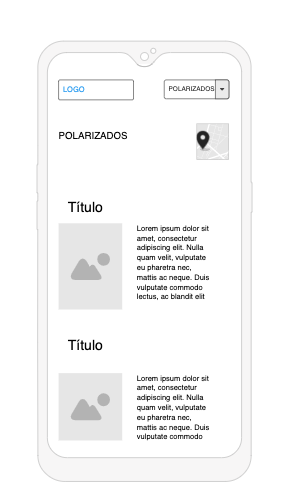 LOGO
POLARIZADOS
POLARIZADOS
Título
Lorem ipsum dolor sit
amet, consectetur
adipiscing elit. Nulla
quam velit, vulputate
eu pharetra nec,
mattis ac neque. Duis
vulputate commodo
lectus, ac blandit elit
Título
Lorem ipsum dolor sit
amet, consectetur
adipiscing elit. Nulla
quam velit, vulputate
eu pharetra nec,
mattis ac neque. Duis
vulputate commodo